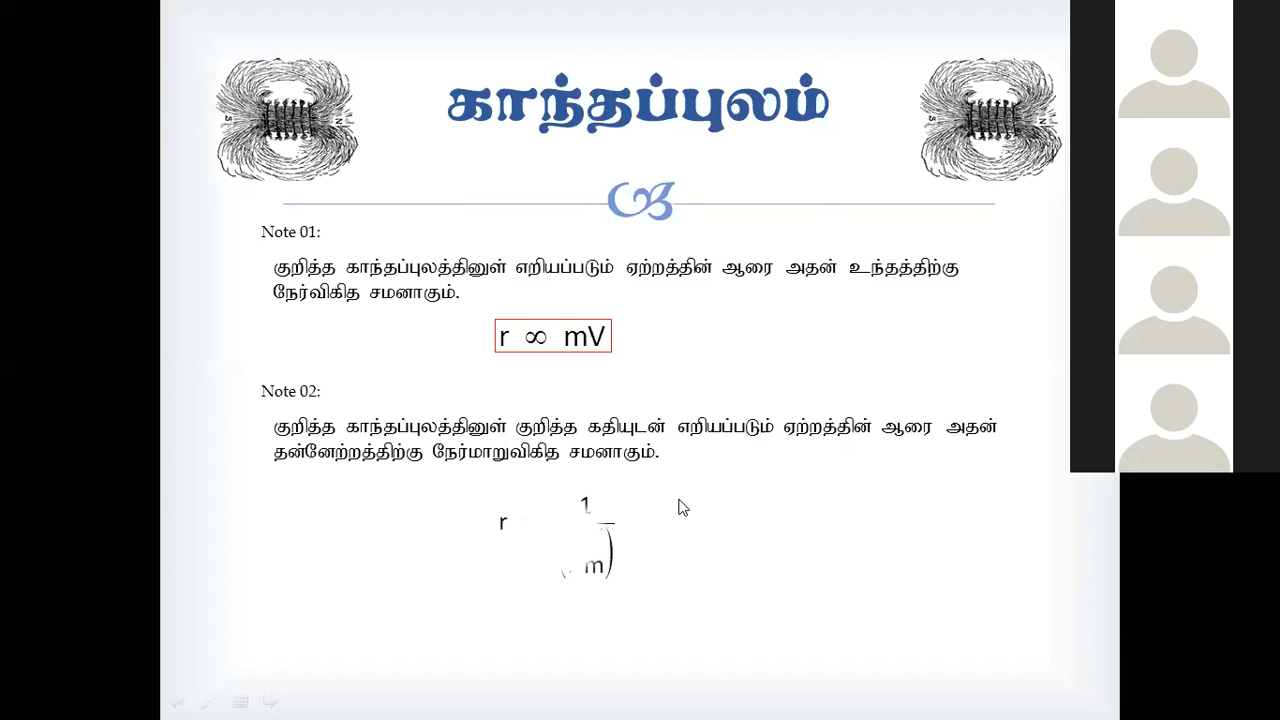 காந்தப்புலம்
Note 01:
குறித்த காந்தப்புலத்தினுள் எறியப்படும் ஏற்றத்தின் ஆரை அதன் உந்தத்திற்கு
நேர்விகித சமனாகும்.
r ∞ mV
Note 02:
குறித்த காந்தப்புலத்தினுள் குறித்த கதியுடன் எறியப்படும் ஏற்றத்தின் ஆரை அதன்
தன்னேற்றத்திற்கு நேர்மாறுவிகித சமனாகும்.
1
r
m)